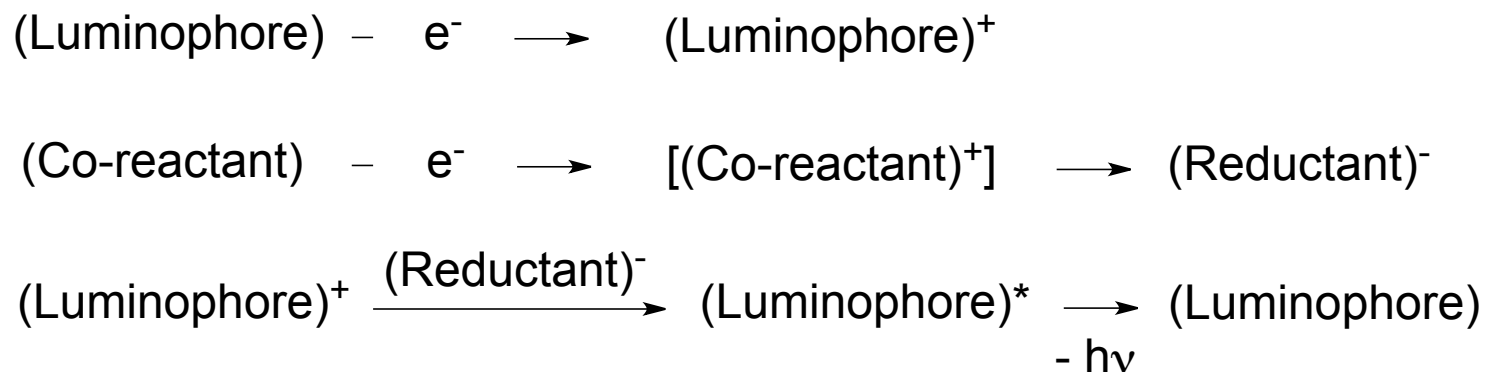 (Luminophore) – e⁻ ⟶ (Luminophore)⁺
(Co-reactant) – e⁻ ⟶ [(Co-reactant)⁺] ⟶ (Reductant)⁻
(Reductant)⁻
(Luminophore)⁺ ⟶ (Luminophore)* ⟶ (Luminophore)
- hν